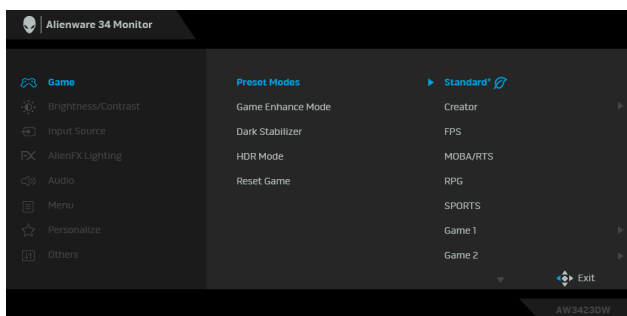 Alienware 34 Monitor
Game
Preset Modes
Standard*
Brightness/Contrast
Game Enhance Mode
Creator
Input Source
Dark Stabilizer
FPS
AlienFX Lighting
HDR Mode
MOBA/RTS
Audio
Reset Game
RPG
Menu
SPORTS
Personalize
Game 1
Others
Game 2
Exit
AW3423DW